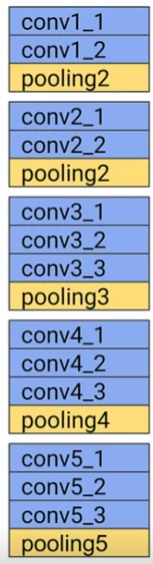 conv1_1
conv1_2
pooling2
conv2_1
conv2_2
pooling2
conv3_1
conv3_2
conv3_3
pooling3
conv4_1
conv4_2
conv4_3
pooling4
conv5_1
conv5_2
conv5_3
pooling5